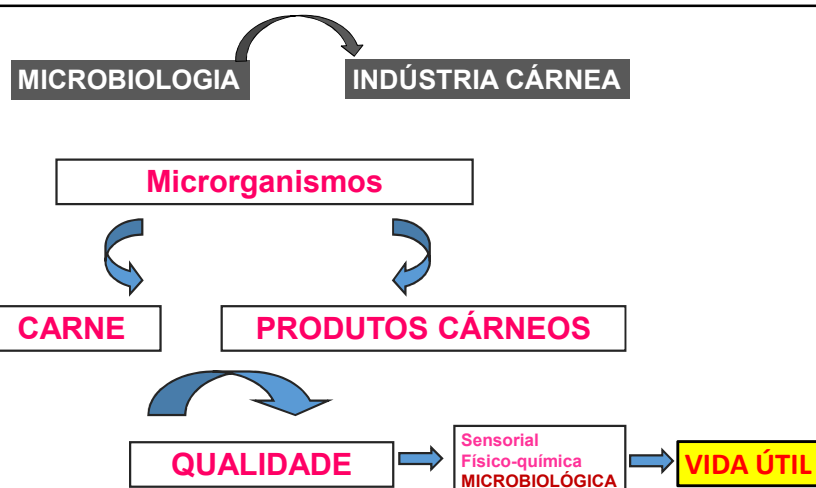 MICROBIOLOGIA
INDÚSTRIA CÁRNEA
Microrganismos
CARNE
PRODUTOS CÁRNEOS
QUALIDADE
Sensorial
Físico-química
MICROBIOLÓGICA
VIDA ÚTIL